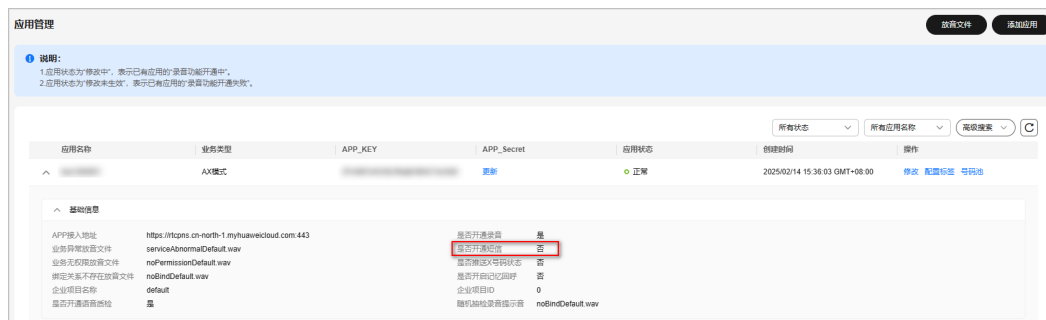 应用管理
放音文件 添加应用
说明:
1.应用状态为“修改中”，表示已有应用的“录音功能开通中”。
2.应用状态为“修改未生效”，表示已有应用的“录音功能开通失败”。
所有状态 所有应用名称 高级搜索
应用名称 业务类型 APP_KEY APP_Secret 应用状态 创建时间 操作
AX模式 更新 正常 2025/02/14 15:36:03 GMT+08:00 修改 配置标签 号码池
基础信息
APP接入地址 https://rtcpns.cn-north-1.myhuaweicloud.com:443 是否开通录音 是
业务异常放音文件 serviceAbnormalDefault.wav 是否开通短信 否
业务无权限放音文件 noPermissionDefault.wav 是否推送X号码状态 否
绑定关系不存在放音文件 noBindDefault.wav 是否开启记忆回呼 否
企业项目名称 default 企业项目ID 0
是否开通语音质检 是 随机抽检录音提示音 noBindDefault.wav